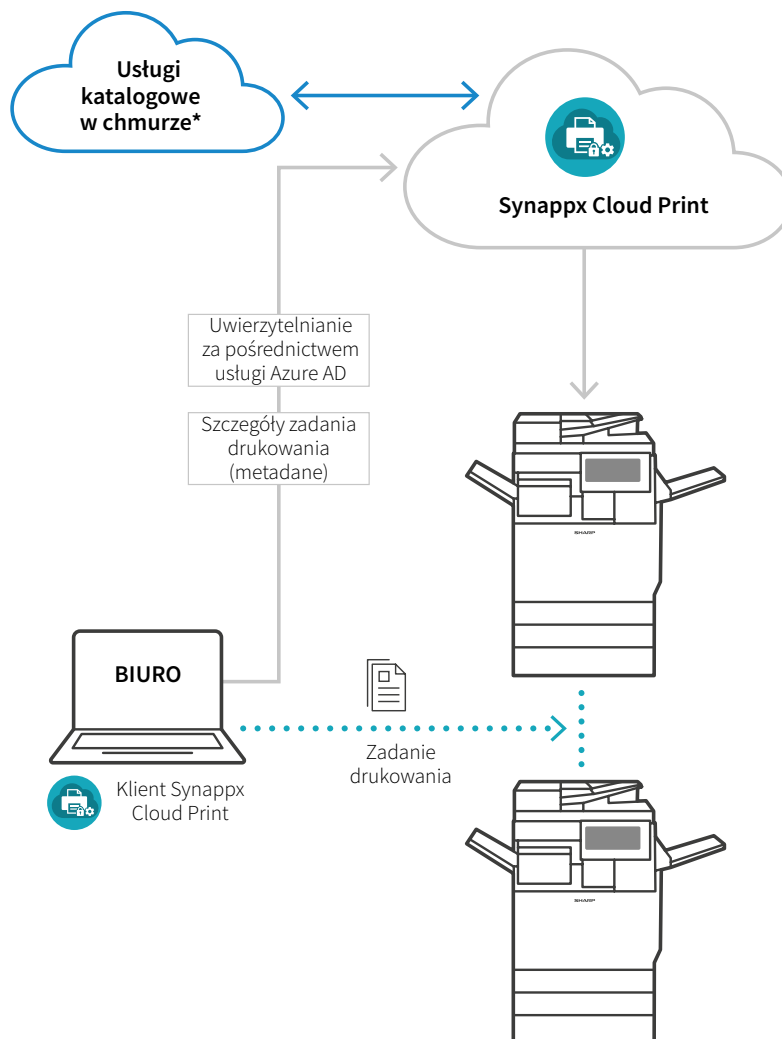 Usługi
katalogowe
w chmurze*
Synappx Cloud Print
Uwierzytelnianie
za pośrednictwem
usługi Azure AD
Szczegóły zadania
drukowania
(metadane)
SHARP
BIURO
Zadanie
drukowania
Klient Synappx
Cloud Print
SHARP